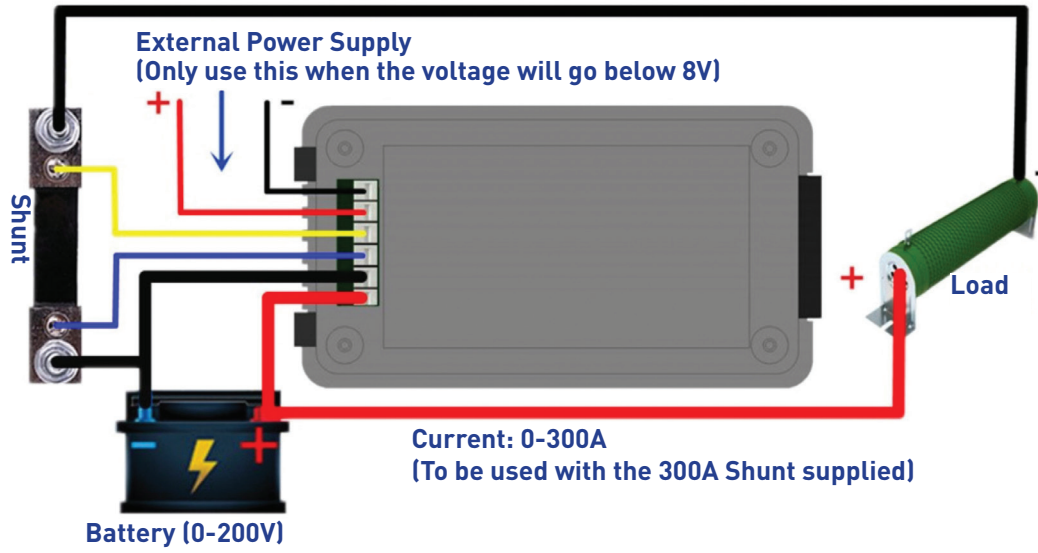 External Power Supply
(Only use this when the voltage will go below 8V)
+
-
Shunt
-
+
Load
- +
Current: 0-300A
(To be used with the 300A Shunt supplied)
Battery (0-200V)